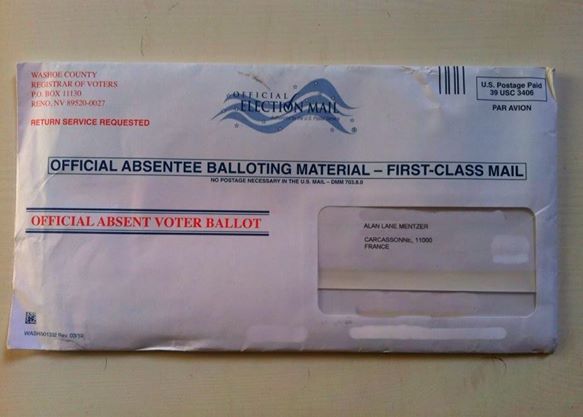 WASHOE COUNTY
REGISTRAR OF VOTERS
P.O. BOX 11130
RENO, NV 89520-0027
RETURN SERVICE REQUESTED
OFFICIAL
ELECTION MAIL
U.S. Postage Paid
39 USC 3406
PAR AVION
OFFICIAL ABSENTEE BALLOTING MATERIAL – FIRST-CLASS MAIL
NO POSTAGE NECESSARY IN THE U.S. MAIL – DMM 703.8.0
OFFICIAL ABSENT VOTER BALLOT
ALAN LANE MENTZER
CARCASSONNE, 11000
FRANCE